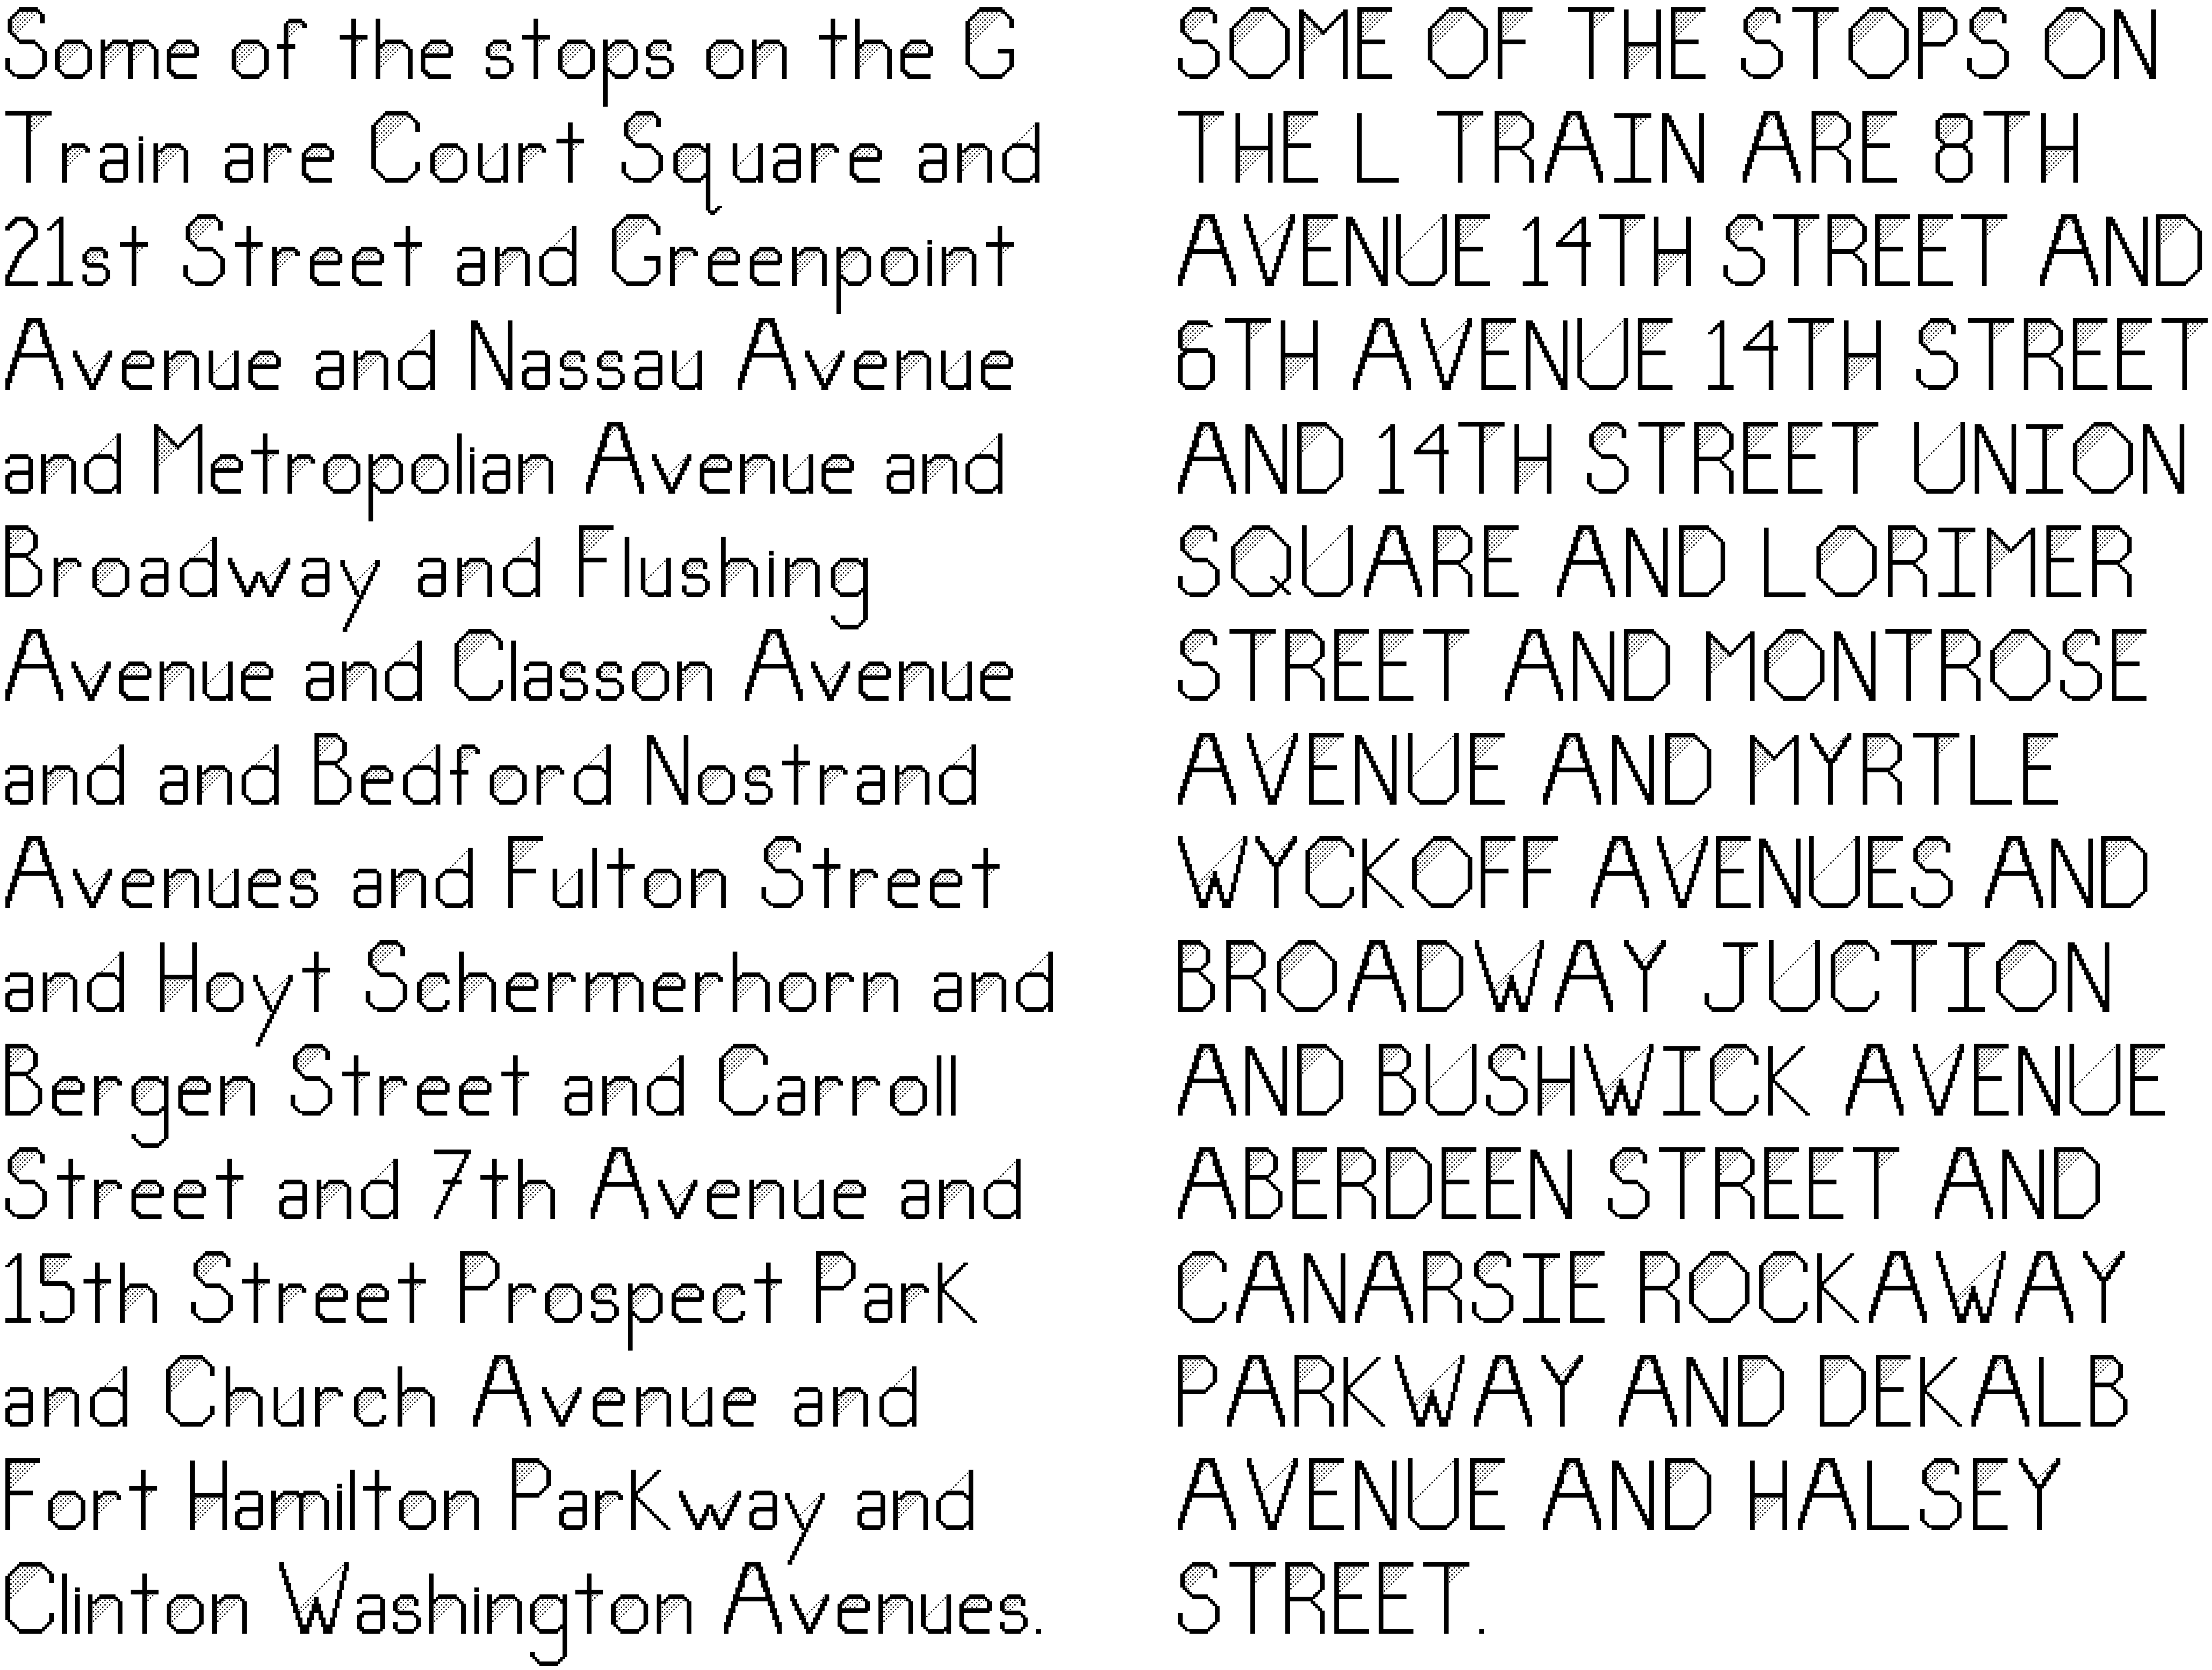 Some of the stops on the G
Train are Court Square and
21st Street and Greenpoint
Avenue and Nassau Avenue
and Metropolian Avenue and
Broadway and Flushing
Avenue and Classon Avenue
and and Bedford Nostrand
Avenues and Fulton Street
and Hoyt Schermerhorn and
Bergen Street and Carroll
Street and 7th Avenue and
15th Street Prospect Park
and Church Avenue and
Fort Hamilton Parkway and
Clinton Washington Avenues.
SOME OF THE STOPS ON
THE L TRAIN ARE 8TH
AVENUE 14TH STREET AND
6TH AVENUE 14TH STREET
AND 14TH STREET UNION
SQUARE AND LORIMER
STREET AND MONTROSE
AVENUE AND MYRTLE
WYCKOFF AVENUES AND
BROADWAY JUCTION
AND BUSHWICK AVENUE
ABERDEEN STREET AND
CANARSIE ROCKAWAY
PARKWAY AND DEKALB
AVENUE AND HALSEY
STREET.